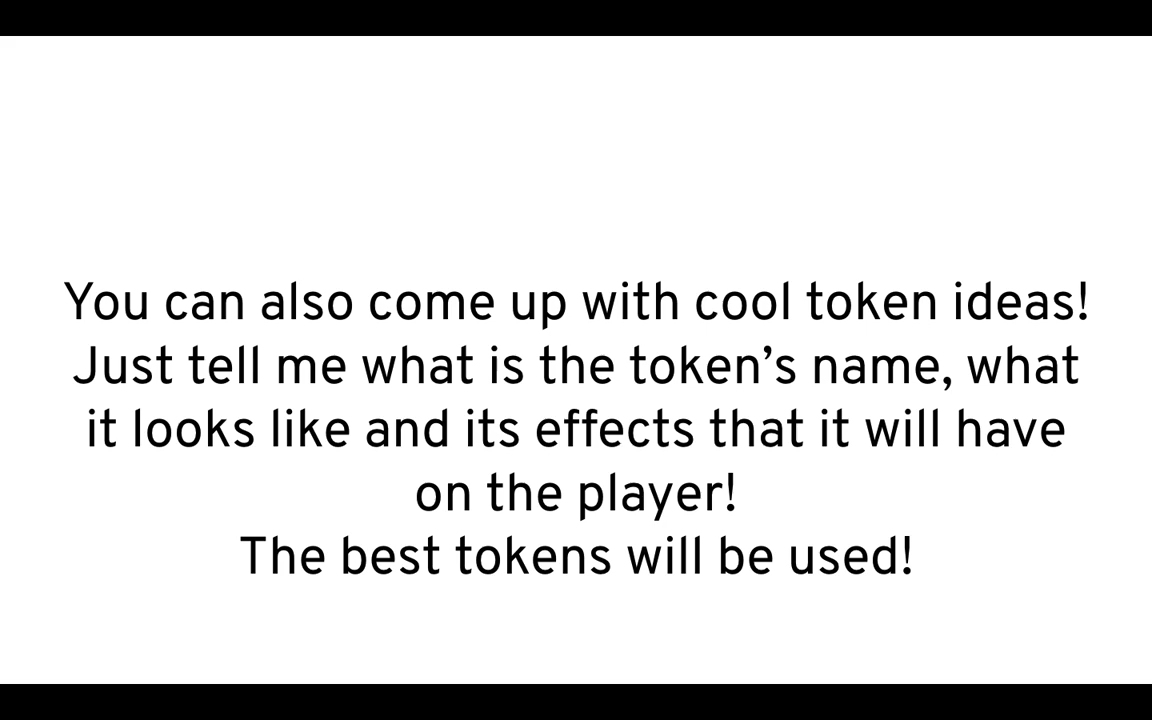 You can also come up with cool token ideas!
Just tell me what is the token’s name, what
it looks like and its effects that it will have
on the player!
The best tokens will be used!